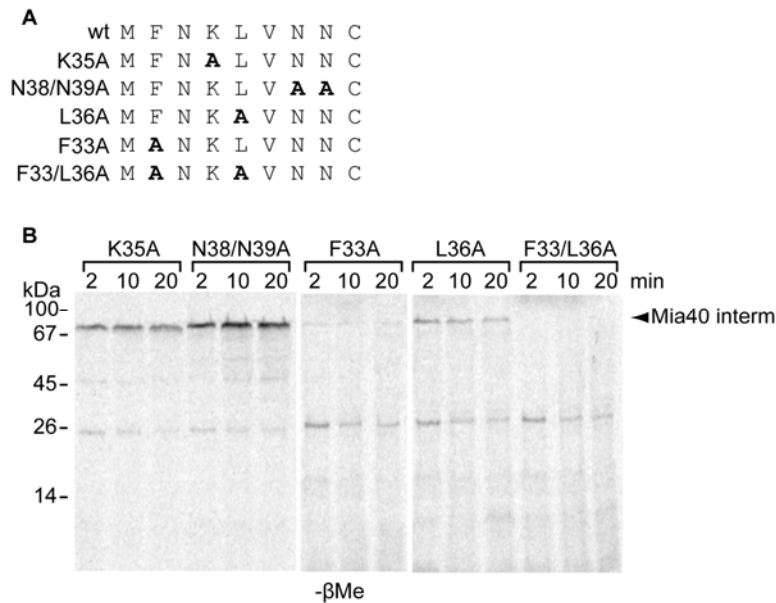 A
wt M F N K L V N N C
K35A M F N A L V N N C
N38/N39A M F N K L V A A C
L36A M F N K A V N N C
F33A M A N K L V N N C
F33/L36A M A N K A V N N C
B
K35A N38/N39A F33A L36A F33/L36A
2 10 20 2 10 20 2 10 20 2 10 20 2 10 20 min
kDa
100-
67- ◄Mia40 interm
45-
26-
14-
-βMe